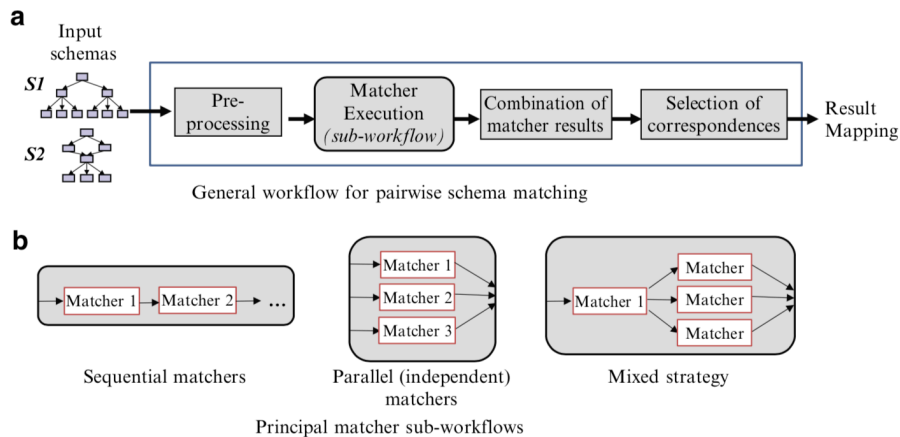 a
Input
schemas
S1
S2
Pre-
processing
Matcher
Execution
(sub-workflow)
Combination of
matcher results
Selection of
correspondences
Result
Mapping
General workflow for pairwise schema matching
b
Matcher 1
Matcher 2
...
Sequential matchers
Matcher 1
Matcher 2
Matcher 3
Parallel (independent)
matchers
Matcher 1
Matcher
Matcher
Matcher
Mixed strategy
Principal matcher sub-workflows